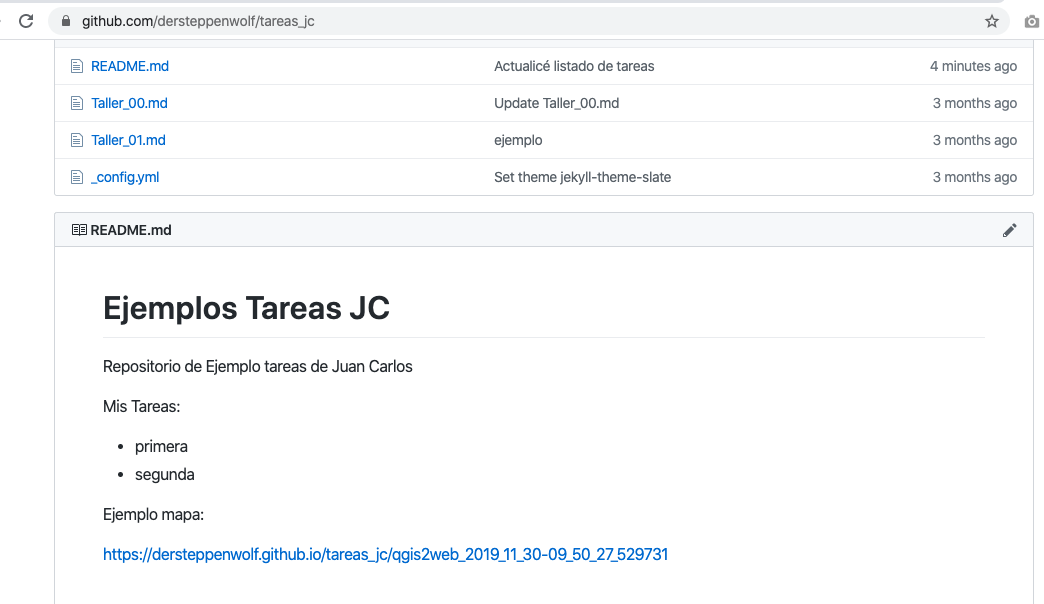 github.com/dersteppenwolf/tareas_jc
README.md Actualicé listado de tareas 4 minutes ago
Taller_00.md Update Taller_00.md 3 months ago
Taller_01.md ejemplo 3 months ago
_config.yml Set theme jekyll-theme-slate 3 months ago
README.md
Ejemplos Tareas JC
Repositorio de Ejemplo tareas de Juan Carlos
Mis Tareas:
• primera
• segunda
Ejemplo mapa:
https://dersteppenwolf.github.io/tareas_jc/qgis2web_2019_11_30-09_50_27_529731